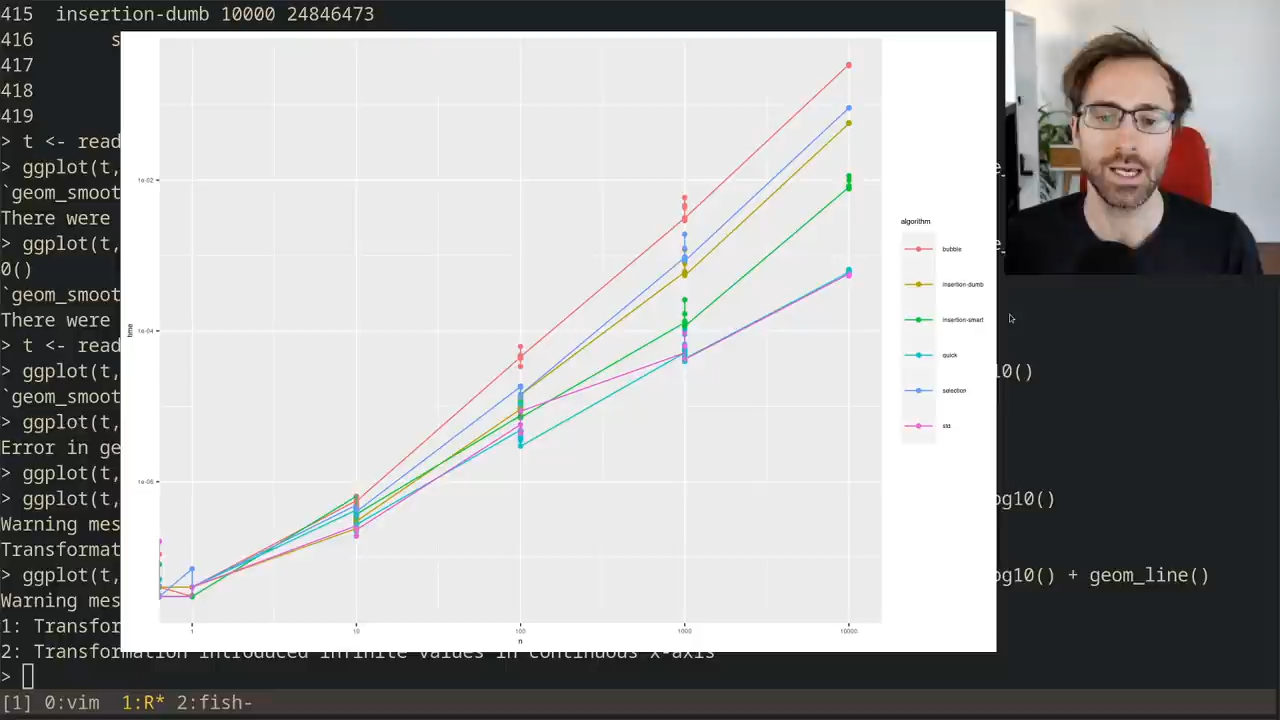 415  insertion-dumb 10000 24846473
416        s
417
418
419
> t <- read
> ggplot(t,
`geom_smoot
There were
> ggplot(t,
0()
`geom_smoot
There were
> t <- read
> ggplot(t, 10()
`geom_smoot
> ggplot(t,
Error in ge
> ggplot(t,
> ggplot(t, og10()
Warning mes
Transformat
> ggplot(t, og10() + geom_line()
Warning mes
1: Transfor
2: Transformation introduced infinite values in continuous x-axis
>
[1] 0:vim  1:R* 2:fish-
time
1e-02
1e-04
1e-06
1
10
100
1000
10000
n
algorithm
bubble
insertion-dumb
insertion-smart
quick
selection
std